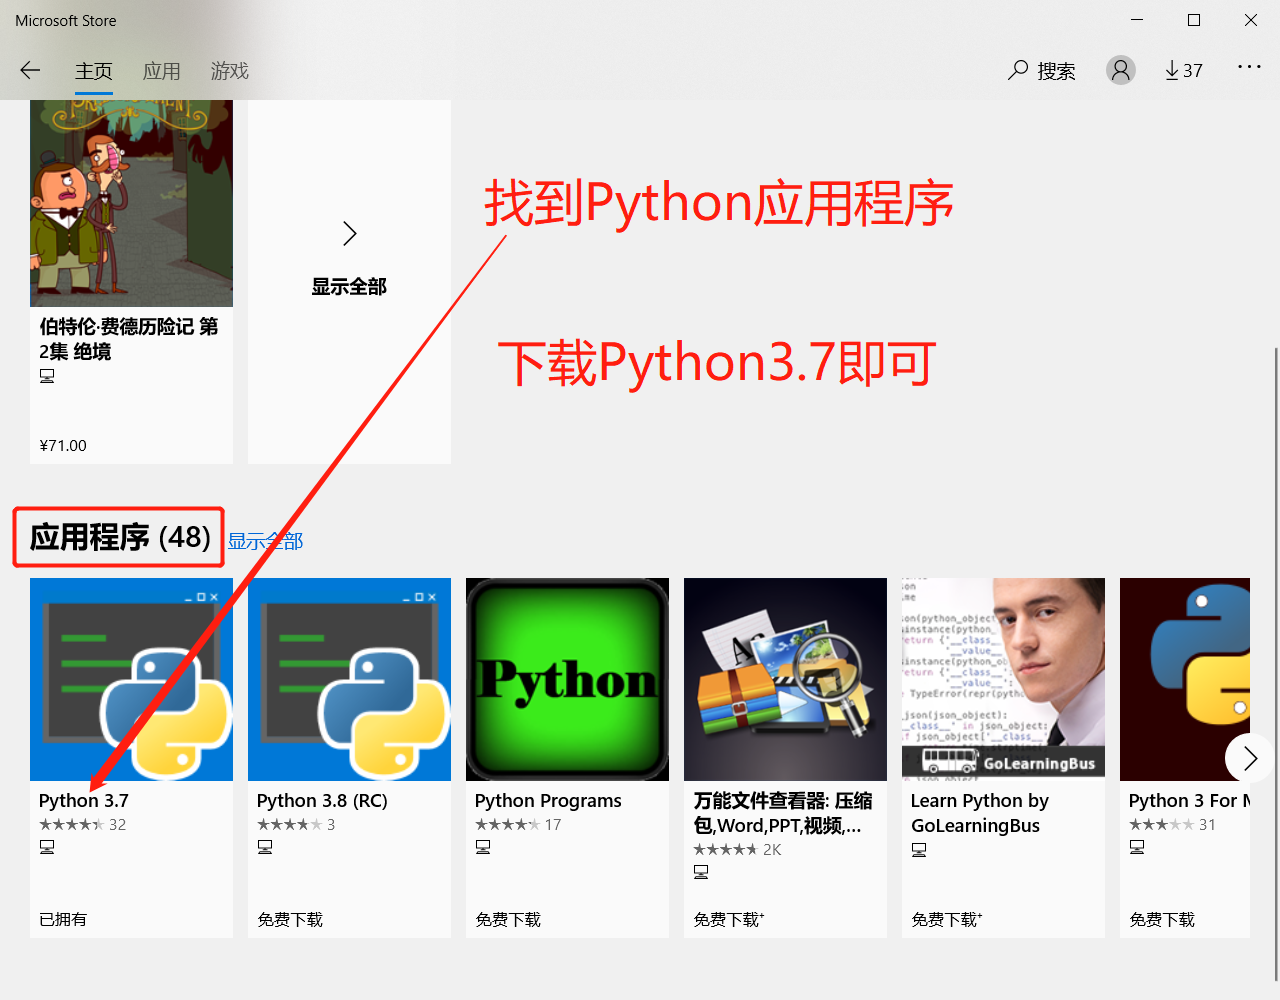 Microsoft Store
主页
应用
游戏
搜索
37
找到Python应用程序
显示全部
伯特伦·费德历险记 第
2集 绝境
¥71.00
下载Python3.7即可
应用程序 (48)
显示全部
Python 3.7
32
已拥有
Python 3.8 (RC)
3
免费下载
Python
Python Programs
17
免费下载
万能文件查看器: 压缩
包,Word,PPT,视频,...
2K
免费下载+
GoLearningBus
Learn Python by
GoLearningBus
免费下载+
Python 3 For M
31
免费下载